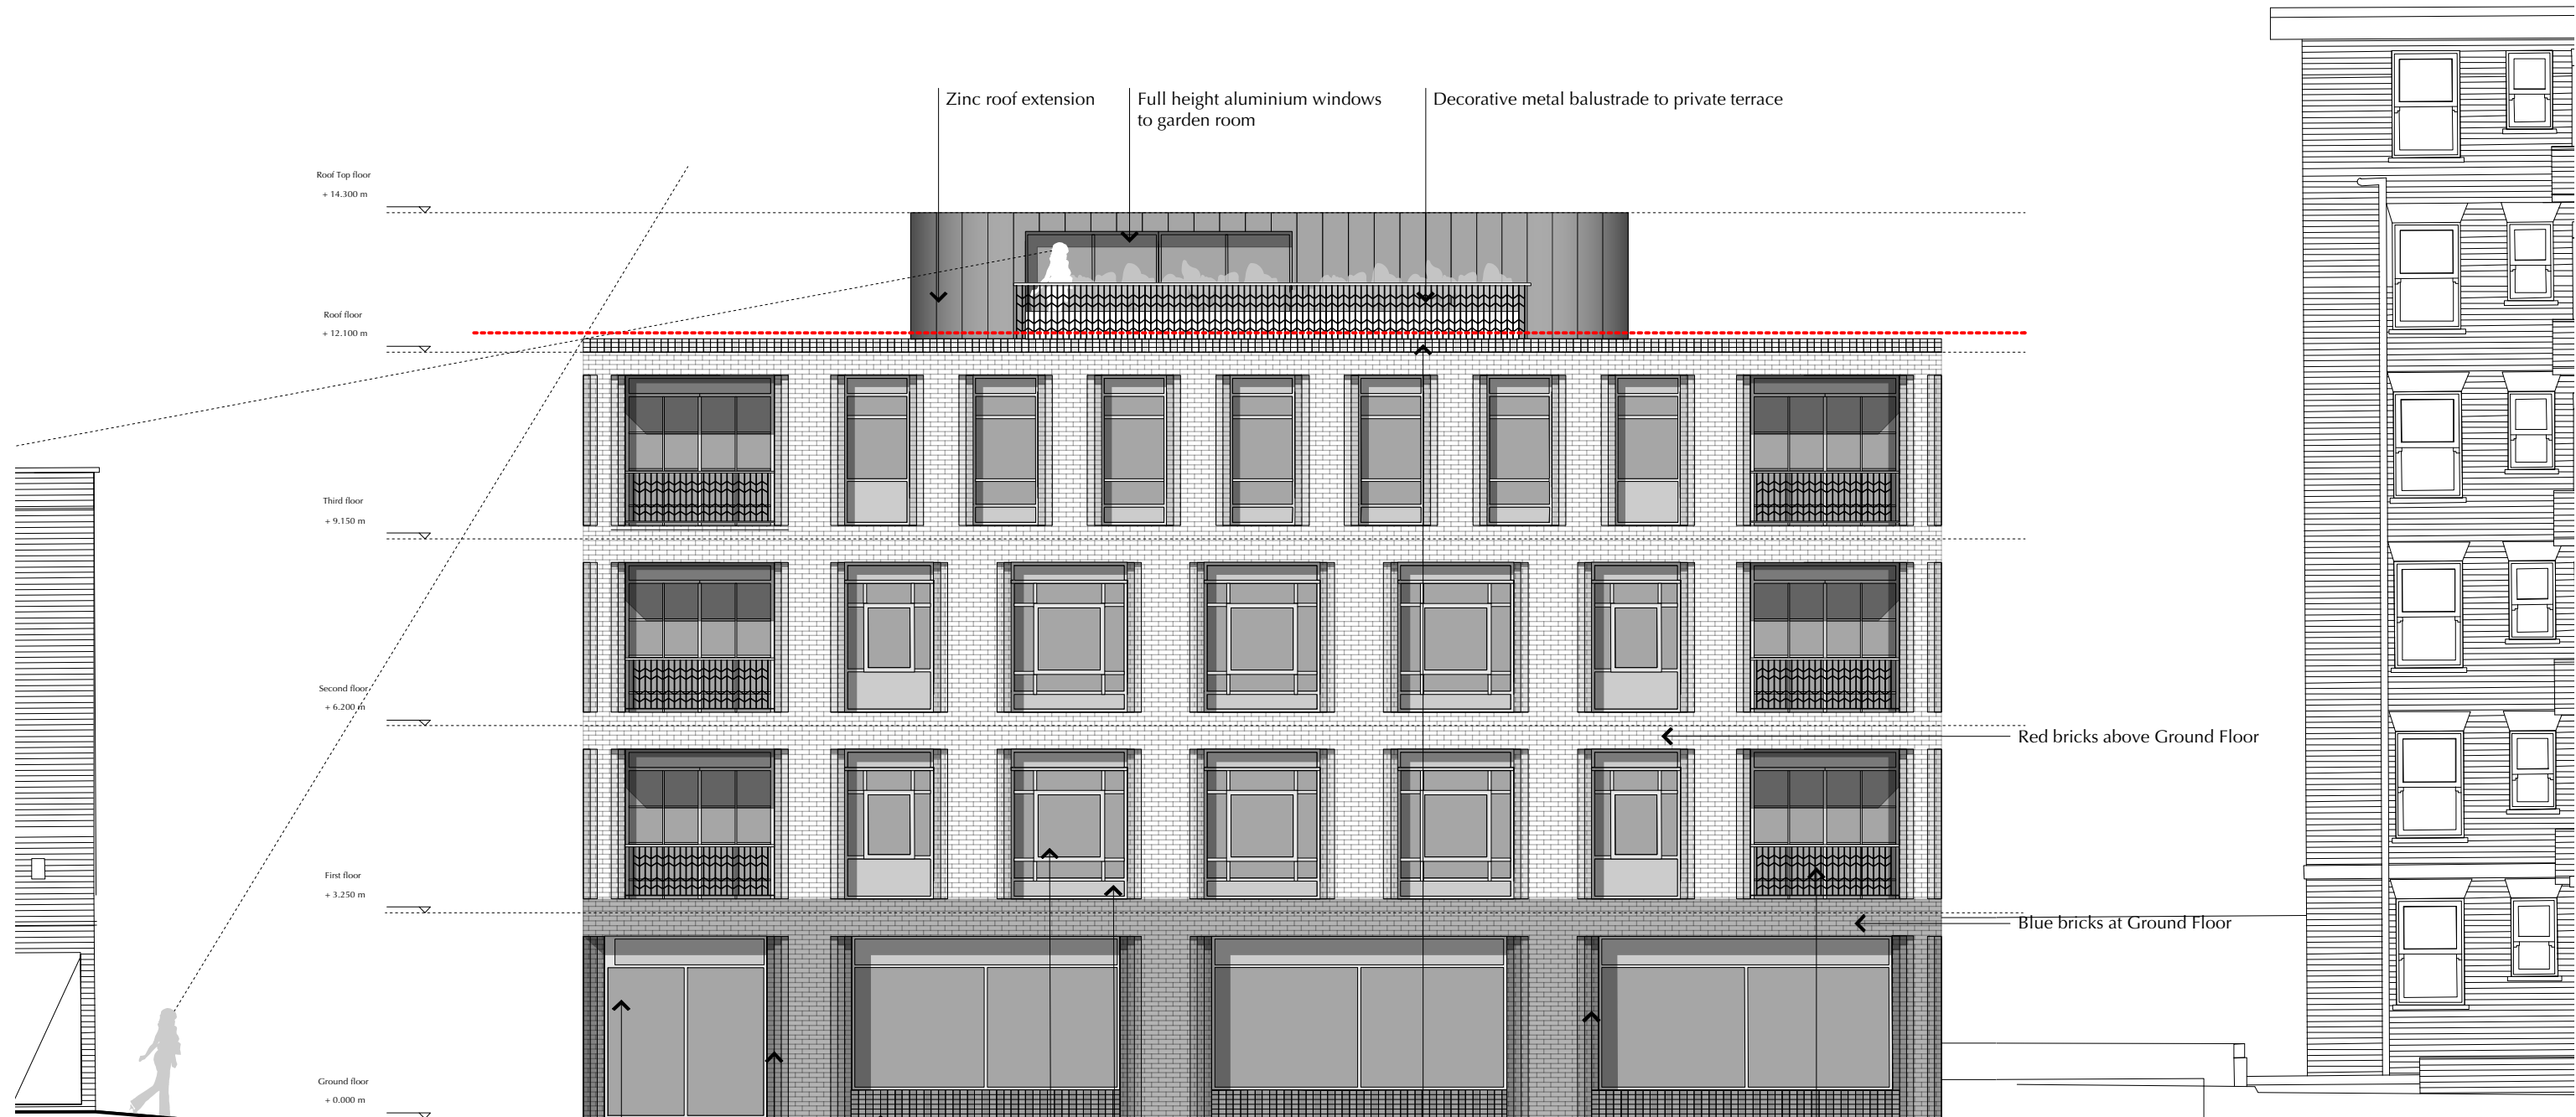 Zinc roof extension
Full height aluminium windows
to garden room
Decorative metal balustrade to private terrace
Roof Top floor
+ 14.300 m
Roof floor
+ 12.100 m
Third floor
+ 9.150 m
Second floor
+ 6.200 m
Red bricks above Ground Floor
First floor
+ 3.250 m
Blue bricks at Ground Floor
Ground floor
+ 0.000 m